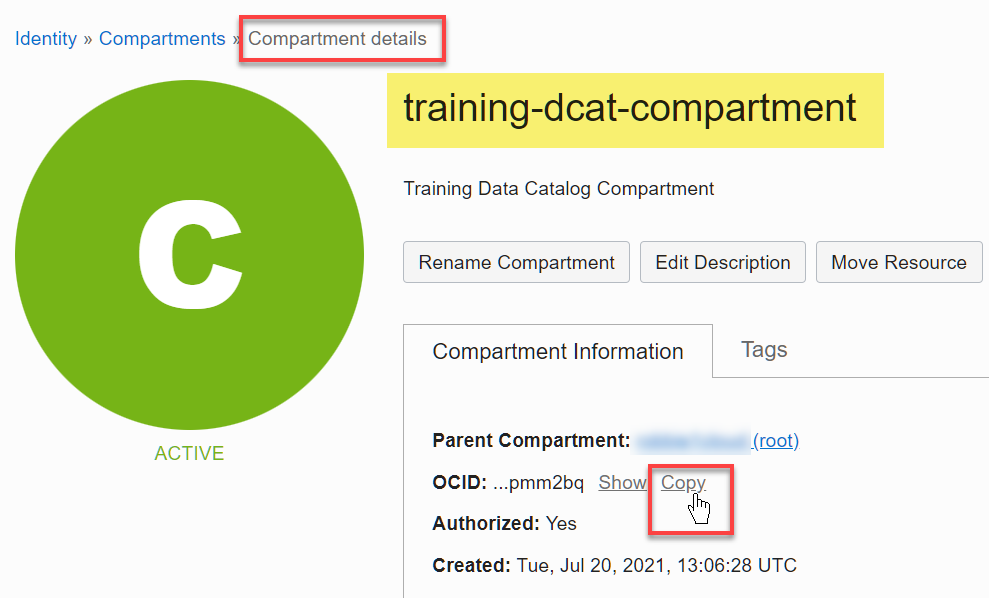 Identity » Compartments » Compartment details
C
ACTIVE
training-dcat-compartment
Training Data Catalog Compartment
Rename Compartment Edit Description Move Resource
Compartment Information Tags
Parent Compartment: (root)
OCID: ...pmm2bq Show Copy
Authorized: Yes
Created: Tue, Jul 20, 2021, 13:06:28 UTC